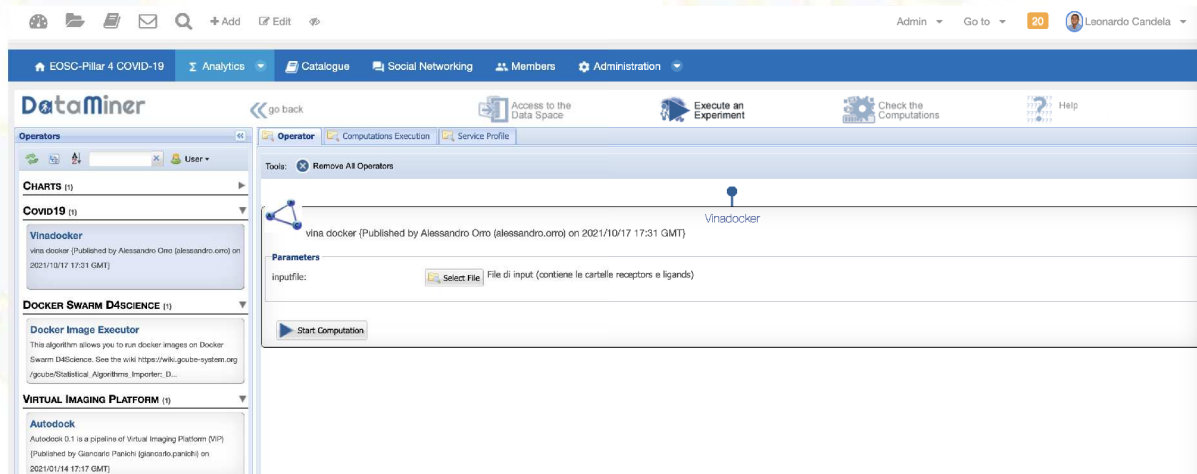 + Add Edit
Admin Go to 20 Leonardo Candela
EOSC-Pillar 4 COVID-19 Σ Analytics Catalogue Social Networking Members Administration
DataMiner
go back
Access to the
Data Space
Execute an
Experiment
Check the
Computations
Help
Operators
User
CHARTS (1)
COVID19 (1)
Vinadocker
vina docker {Published by Alessandro Orro (alessandro.orro) on
2021/10/17 17:31 GMT}
DOCKER SWARM D4SCIENCE (1)
Docker Image Executor
This algorithm allows you to run docker images on Docker
Swarm D4Science. See the wiki https://wiki.gcube-system.org
/gcube/Statistical_Algorithms_Importer:_D...
VIRTUAL IMAGING PLATFORM (1)
Autodock
Autodock 0.1 is a pipeline of Virtual Imaging Platform (VIP)
{Published by Giancarlo Panichi (giancarlo.panichi) on
2021/01/14 17:17 GMT}
Operator Computations Execution Service Profile
Tools: Remove All Operators
Vinadocker
vina docker {Published by Alessandro Orro (alessandro.orro) on 2021/10/17 17:31 GMT}
Parameters
inputfile: Select File File di input (contiene le cartelle receptors e ligands)
Start Computation